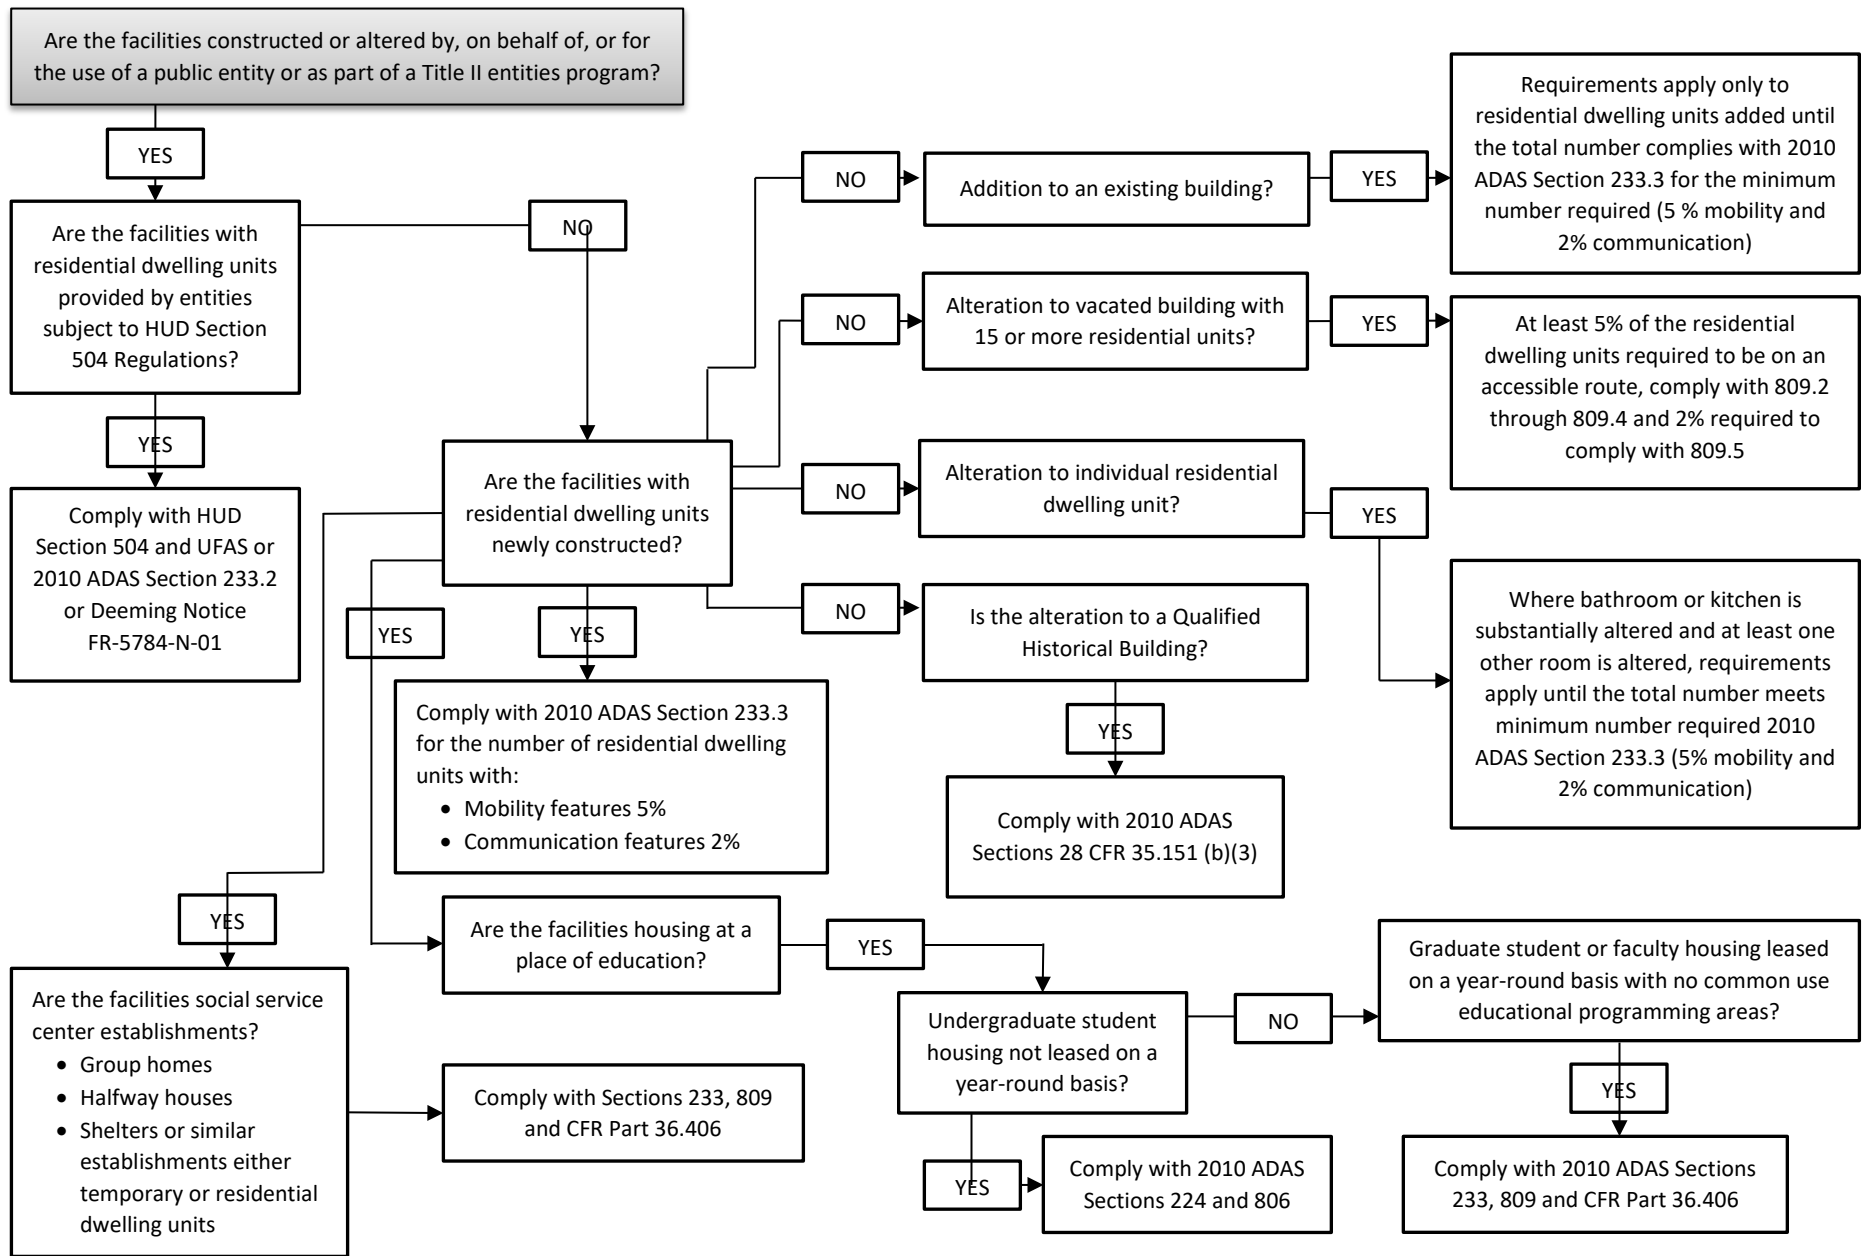 Are the facilities constructed or altered by, on behalf of, or for
the use of a public entity or as part of a Title II entities program?
YES
Are the facilities with
residential dwelling units
provided by entities
subject to HUD Section
504 Regulations?
NO
YES
Comply with HUD
Section 504 and UFAS or
2010 ADAS Section 233.2
or Deeming Notice
FR-5784-N-01
Are the facilities with
residential dwelling units
newly constructed?
NO
Addition to an existing building?
YES
Requirements apply only to
residential dwelling units added until
the total number complies with 2010
ADAS Section 233.3 for the minimum
number required (5 % mobility and
2% communication)
NO
Alteration to vacated building with
15 or more residential units?
YES
At least 5% of the residential
dwelling units required to be on an
accessible route, comply with 809.2
through 809.4 and 2% required to
comply with 809.5
NO
Alteration to individual residential
dwelling unit?
YES
Where bathroom or kitchen is
substantially altered and at least one
other room is altered, requirements
apply until the total number meets
minimum number required 2010
ADAS Section 233.3 (5% mobility and
2% communication)
NO
Is the alteration to a Qualified
Historical Building?
YES
Comply with 2010 ADAS
Sections 28 CFR 35.151 (b)(3)
YES
Comply with 2010 ADAS Section 233.3
for the number of residential dwelling
units with:
• Mobility features 5%
• Communication features 2%
YES
Are the facilities housing at a
place of education?
YES
Undergraduate student
housing not leased on a
year-round basis?
NO
Graduate student or faculty housing leased
on a year-round basis with no common use
educational programming areas?
YES
Comply with 2010 ADAS Sections
233, 809 and CFR Part 36.406
YES
Comply with 2010 ADAS
Sections 224 and 806
YES
Are the facilities social service
center establishments?
• Group homes
• Halfway houses
• Shelters or similar
establishments either
temporary or residential
dwelling units
Comply with Sections 233, 809
and CFR Part 36.406